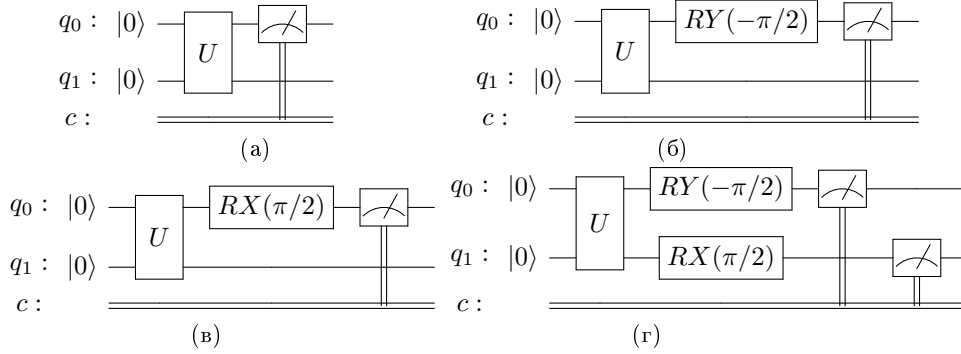 q₀ : |0⟩
U
q₁ : |0⟩
c :
(а)
q₀ : |0⟩ RY(−π/2)
U
q₁ : |0⟩
c :
(б)
q₀ : |0⟩ RX(π/2)
U
q₁ : |0⟩
c :
(в)
q₀ : |0⟩ RY(−π/2)
U
q₁ : |0⟩ RX(π/2)
c :
(г)